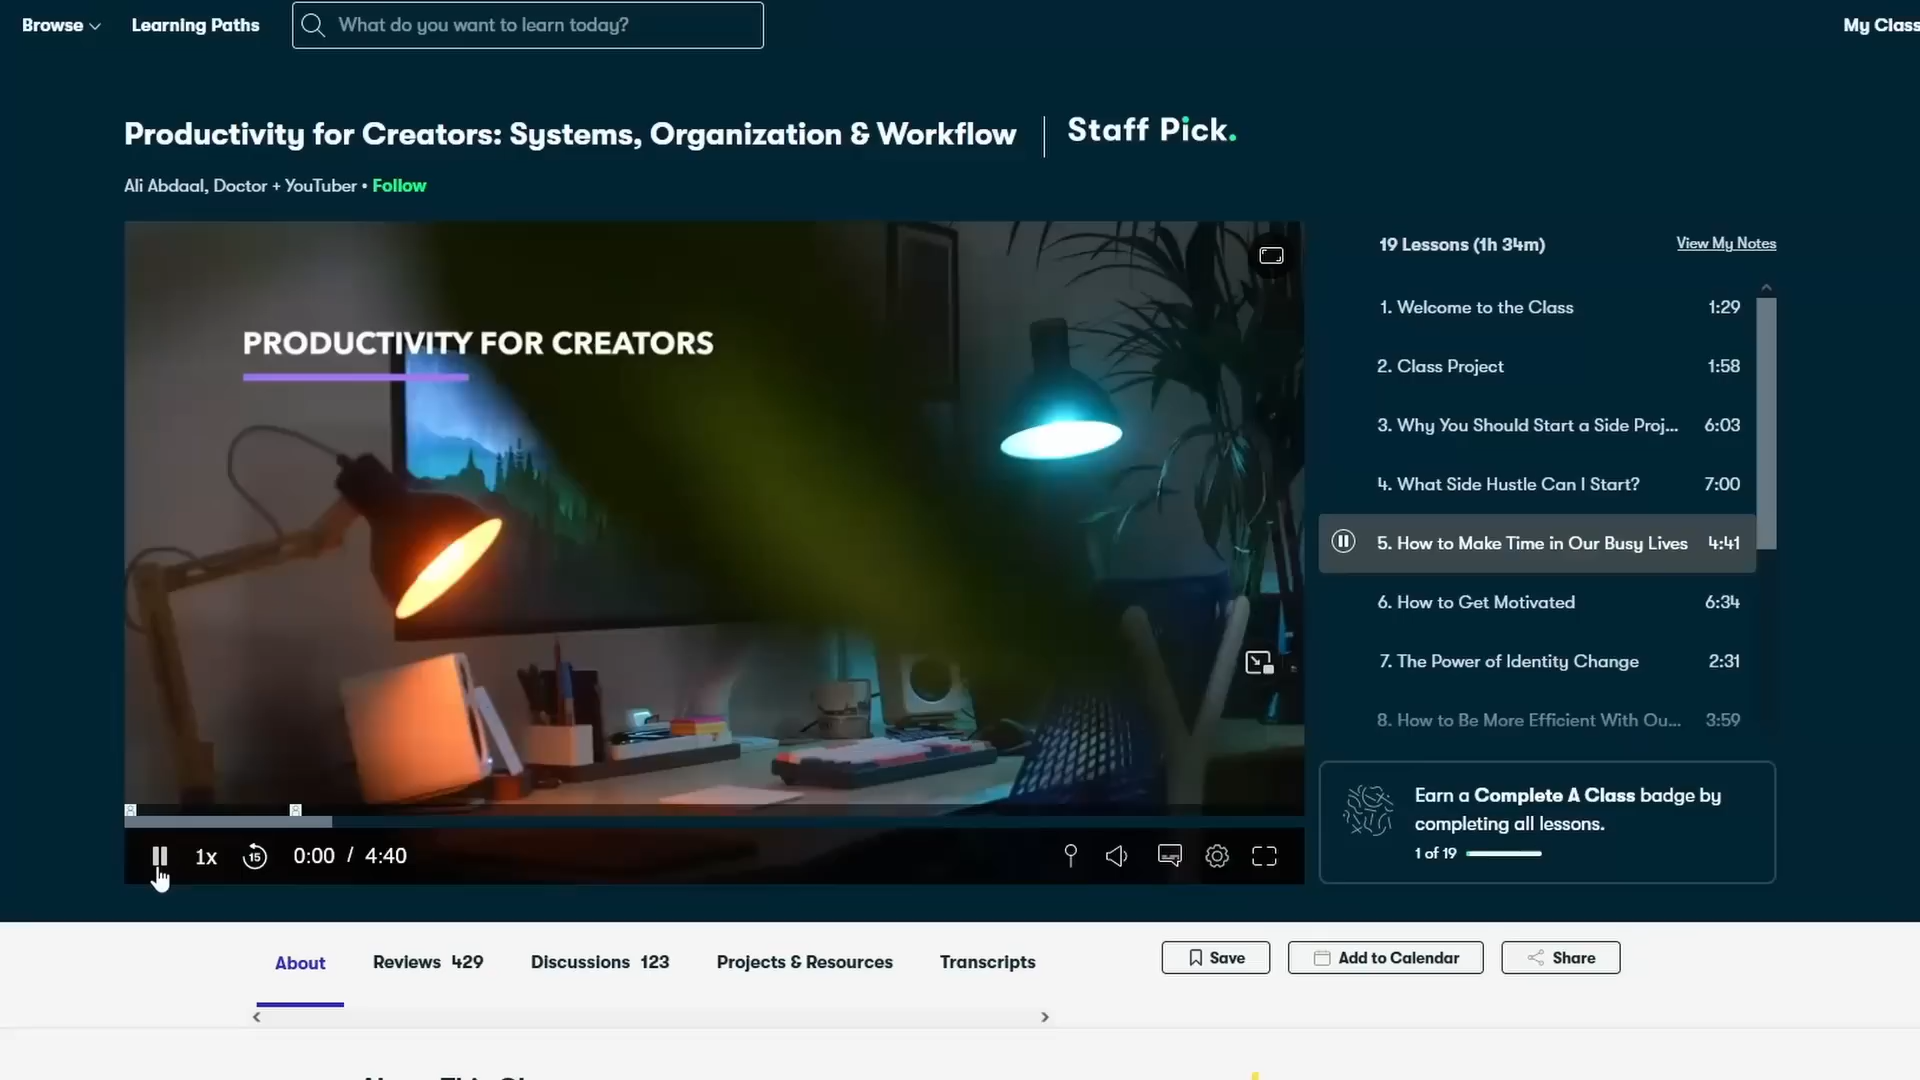 Browse
Learning Paths
What do you want to learn today?
My Class
Productivity for Creators: Systems, Organization & Workflow
Staff Pick.
Ali Abdaal, Doctor + YouTuber • Follow
PRODUCTIVITY FOR CREATORS
19 Lessons (1h 34m)
View My Notes
1. Welcome to the Class 1:29
2. Class Project 1:58
3. Why You Should Start a Side Proj... 6:03
4. What Side Hustle Can I Start? 7:00
5. How to Make Time in Our Busy Lives 4:41
6. How to Get Motivated 6:34
7. The Power of Identity Change 2:31
8. How to Be More Efficient With Ou... 3:59
Earn a Complete A Class badge by
completing all lessons.
1 of 19
1x
15
0:00 / 4:40
About
Reviews 429
Discussions 123
Projects & Resources
Transcripts
Save
Add to Calendar
Share